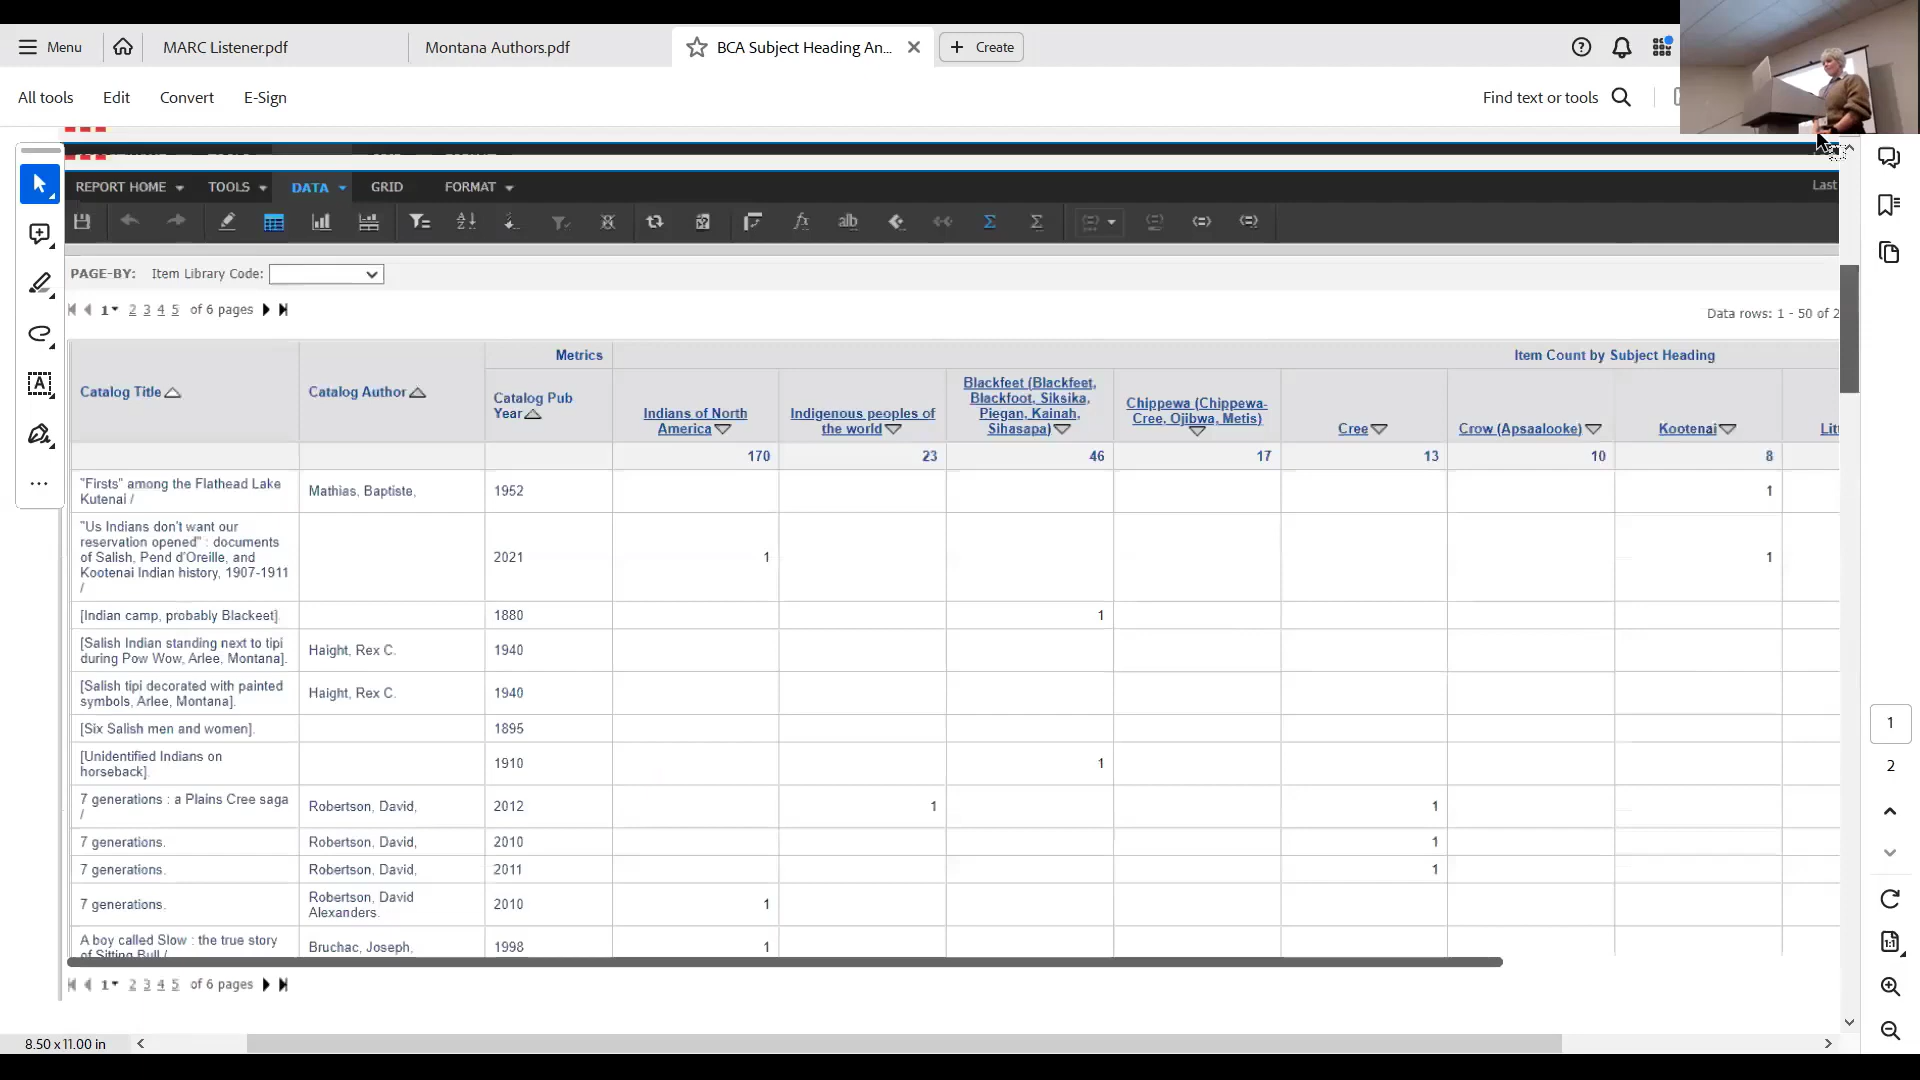 Menu
MARC Listener.pdf
Montana Authors.pdf
BCA Subject Heading An...
Create
All tools
Edit
Convert
E-Sign
Find text or tools
REPORT HOME
TOOLS
DATA
GRID
FORMAT
Last
PAGE-BY: Item Library Code:
1 2 3 4 5 of 6 pages
Data rows: 1 - 50 of 2
Metrics
Item Count by Subject Heading
Catalog Title
Catalog Author
Catalog Pub
Year
Indians of North
America
Indigenous peoples of
the world
Blackfeet (Blackfeet,
Blackfoot, Siksika,
Piegan, Kainah,
Sihasapa)
Chippewa (Chippewa-
Cree, Ojibwa, Metis)
Cree
Crow (Apsaalooke)
Kootenai
Litt
170 23 46 17 13 10 8
"Firsts" among the Flathead Lake
Kutenai /
Mathias, Baptiste,
1952
1
"Us Indians don't want our
reservation opened" : documents
of Salish, Pend d'Oreille, and
Kootenai Indian history, 1907-1911
/
2021
1
1
[Indian camp, probably Blackeet].
1880
1
[Salish Indian standing next to tipi
during Pow Wow, Arlee, Montana].
Haight, Rex C.
1940
[Salish tipi decorated with painted
symbols, Arlee, Montana].
Haight, Rex C.
1940
[Six Salish men and women].
1895
[Unidentified Indians on
horseback].
1910
1
7 generations : a Plains Cree saga
/
Robertson, David,
2012
1
1
7 generations.
Robertson, David,
2010
1
7 generations.
Robertson, David,
2011
1
7 generations.
Robertson, David
Alexanders.
2010
1
A boy called Slow : the true story
of Sitting Bull /
Bruchac, Joseph,
1998
1
1 2 3 4 5 of 6 pages
8.50 x 11.00 in
1
2